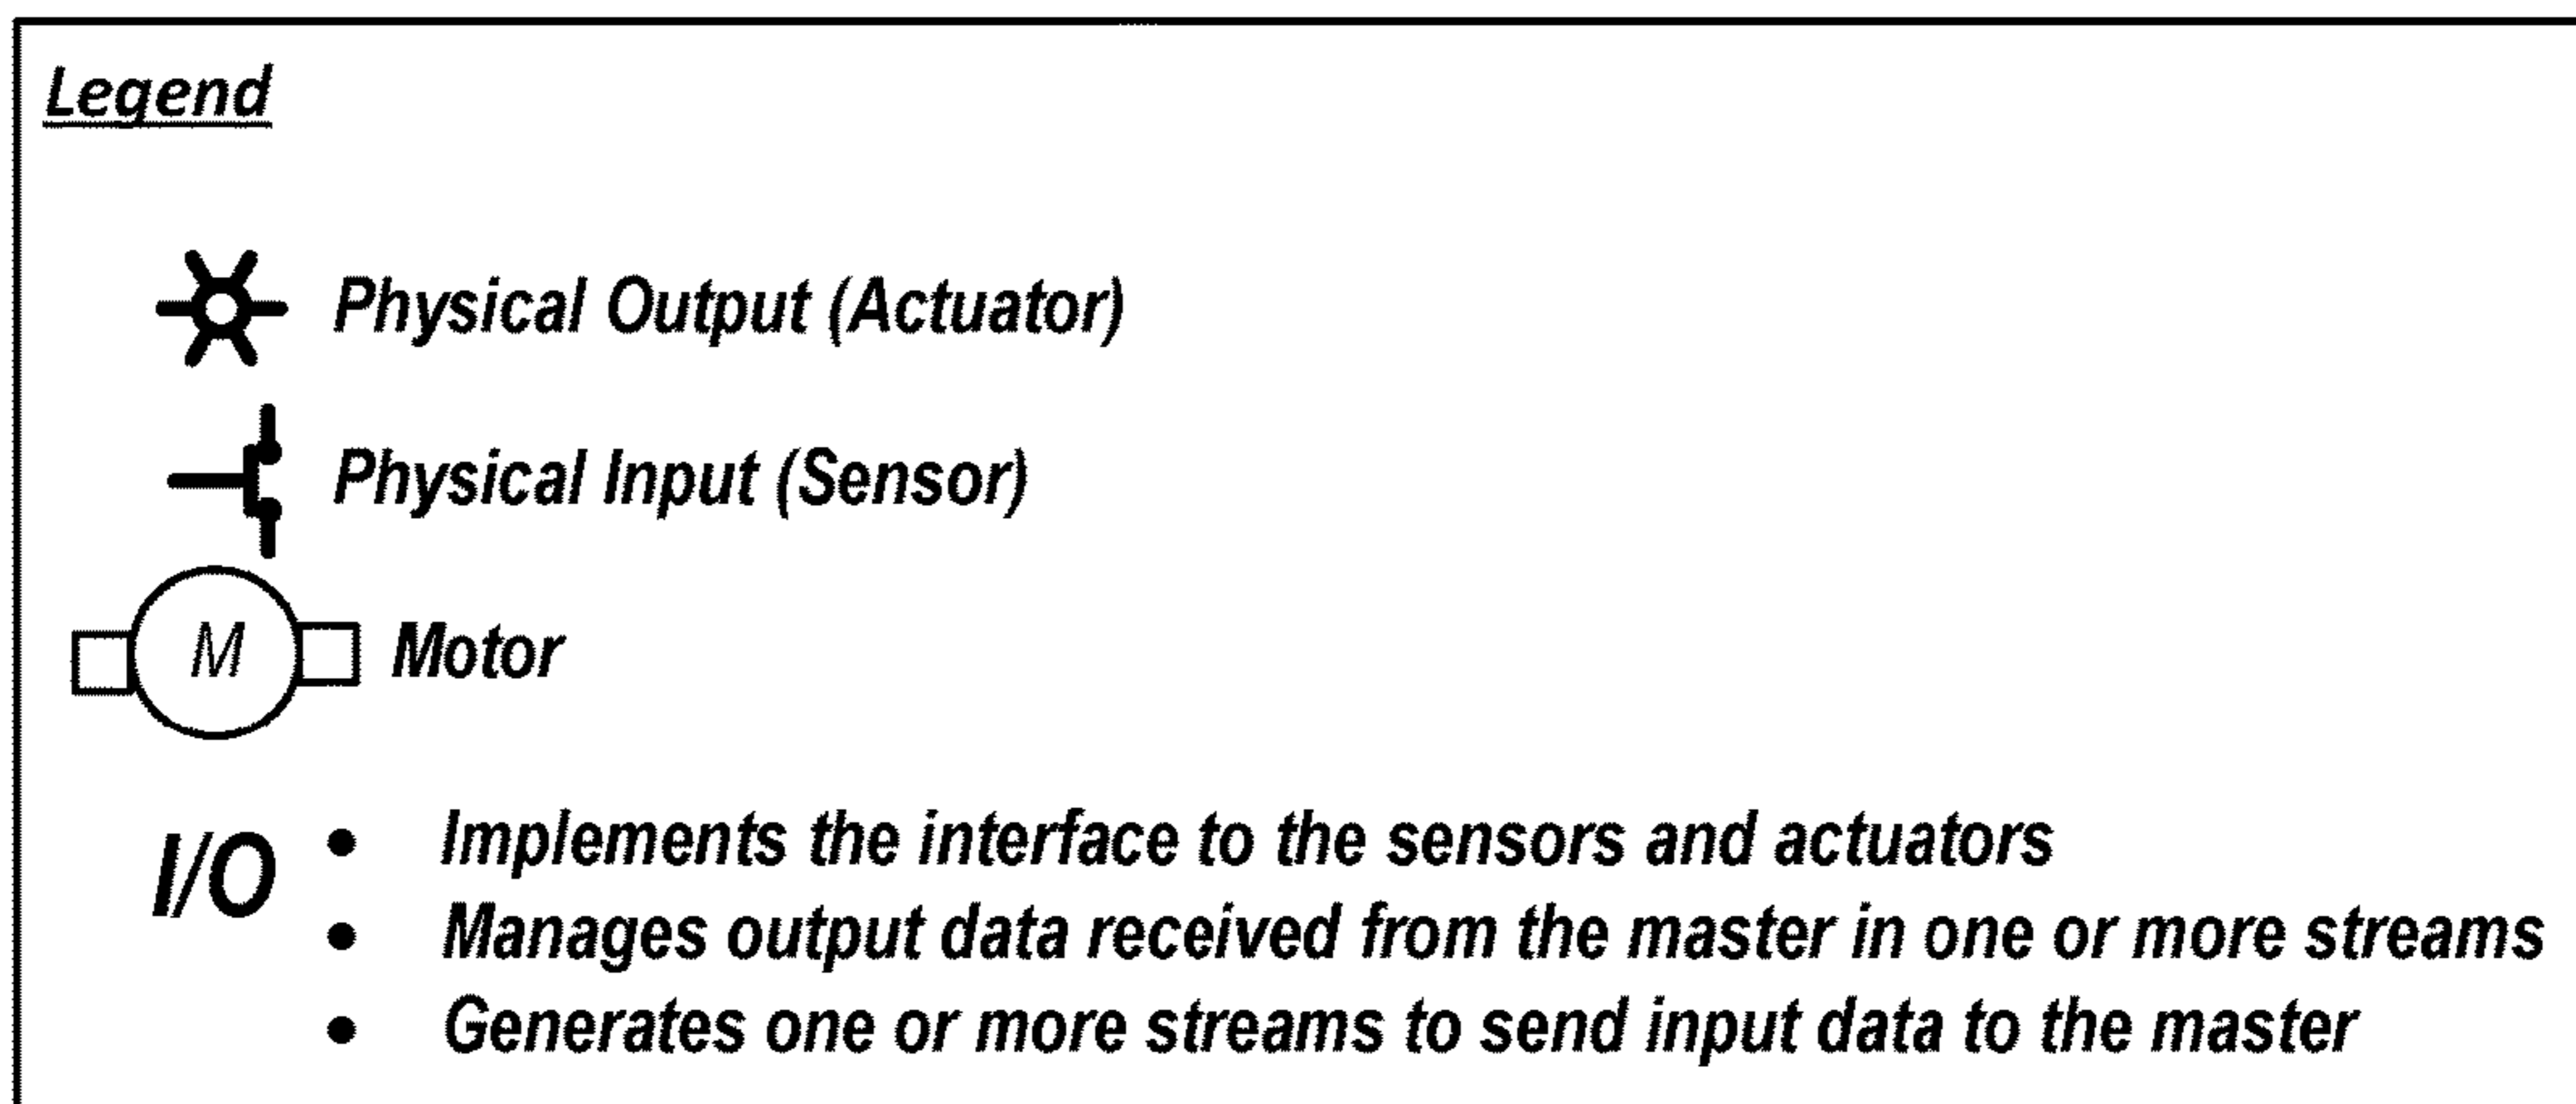 Legend
Physical Output (Actuator)
Physical Input (Sensor)
M Motor
I/O • Implements the interface to the sensors and actuators
• Manages output data received from the master in one or more streams
• Generates one or more streams to send input data to the master